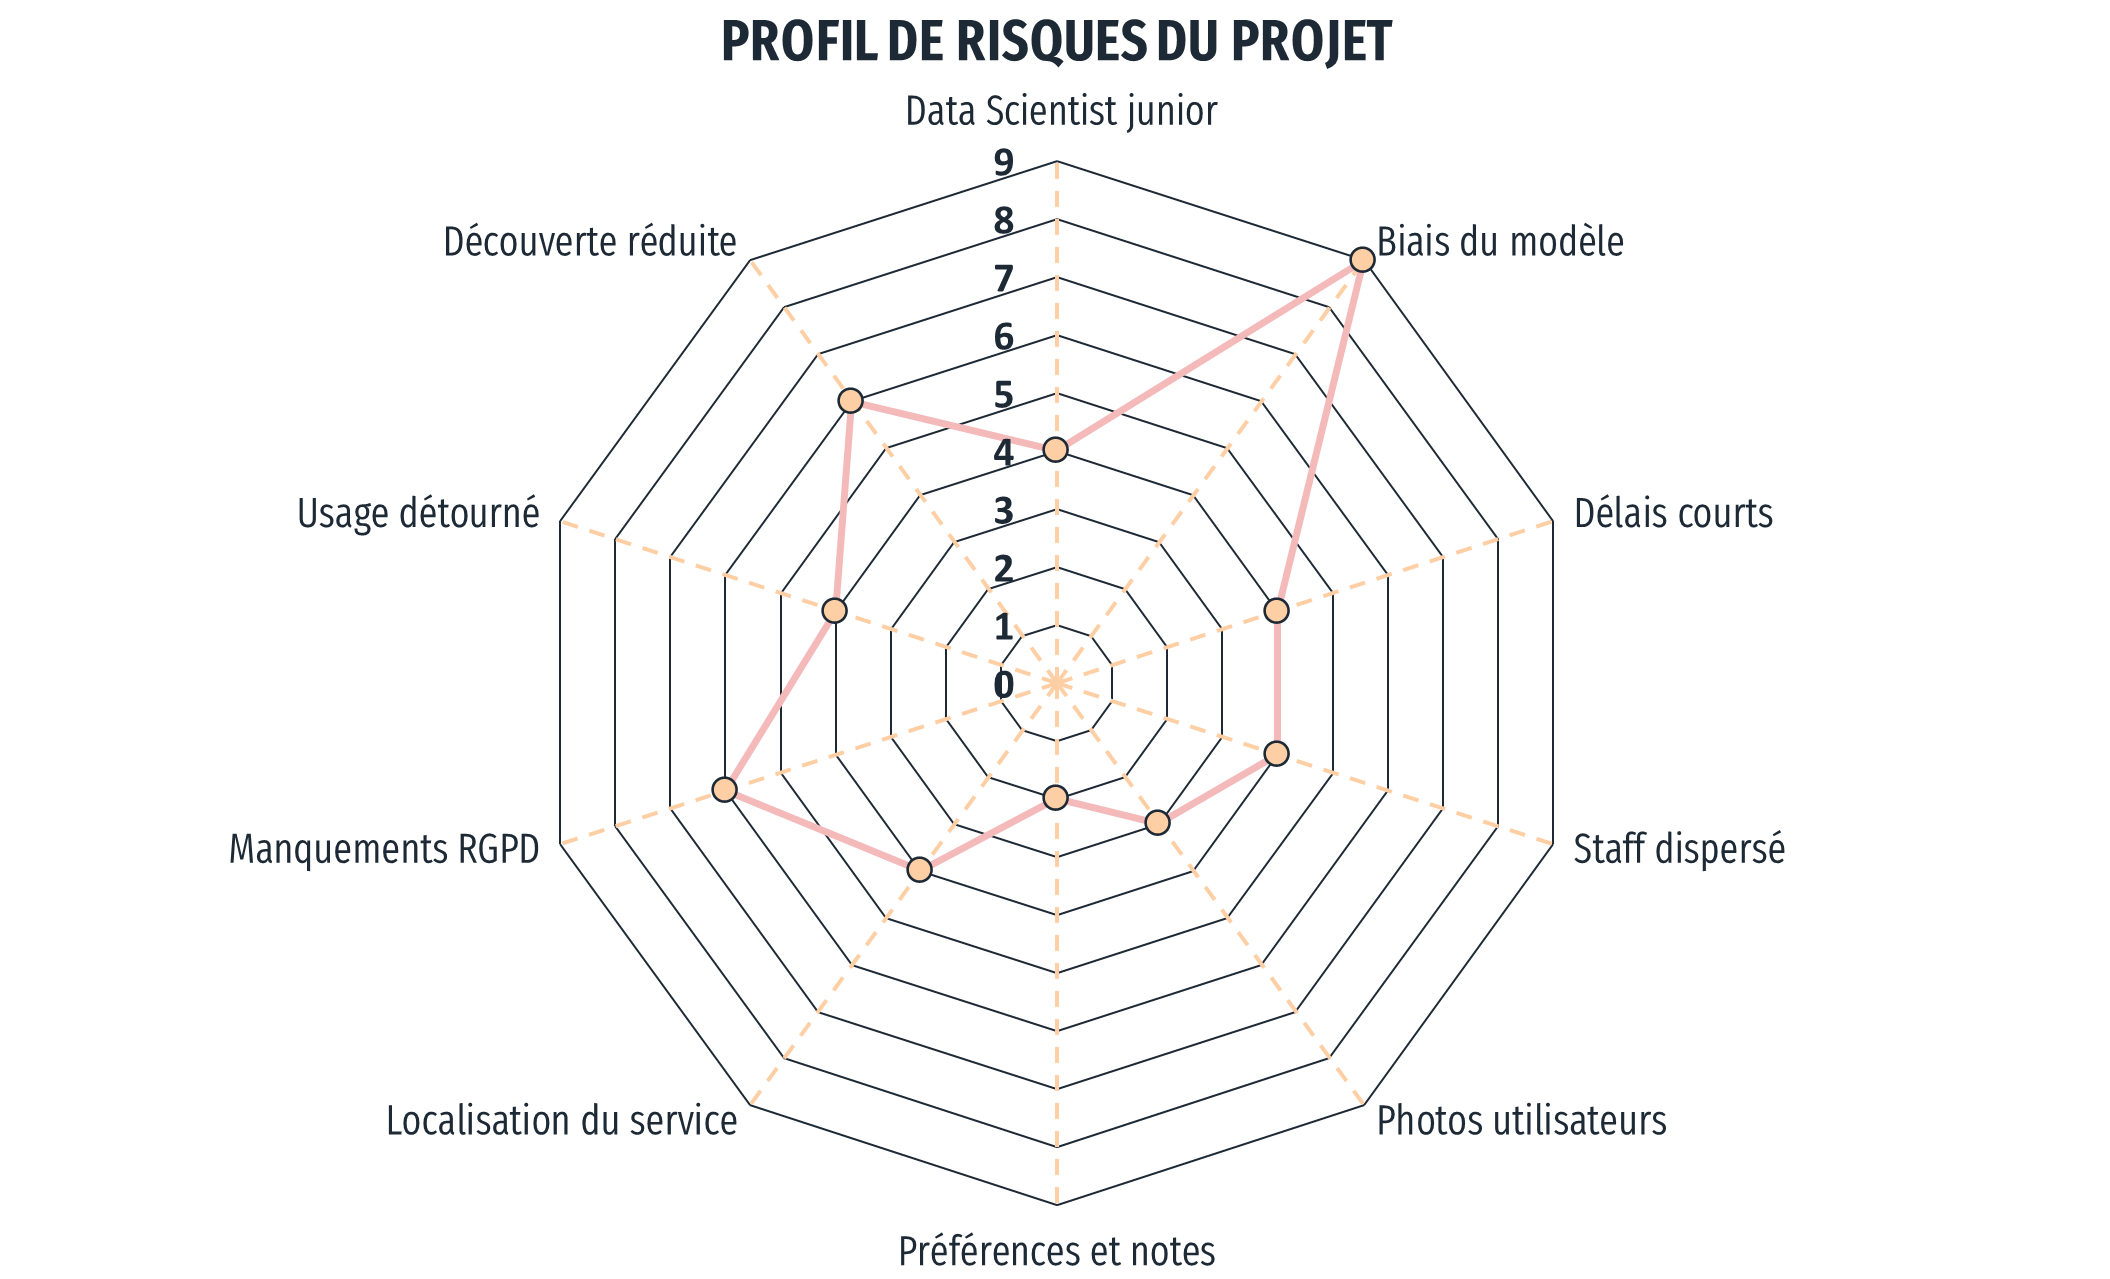 PROFIL DE RISQUES DU PROJET
Data Scientist junior
9
8
7
6
5
4
3
2
1
0
Découverte réduite
Biais du modèle
Usage détourné
Délais courts
Manquements RGPD
Staff dispersé
Localisation du service
Photos utilisateurs
Préférences et notes